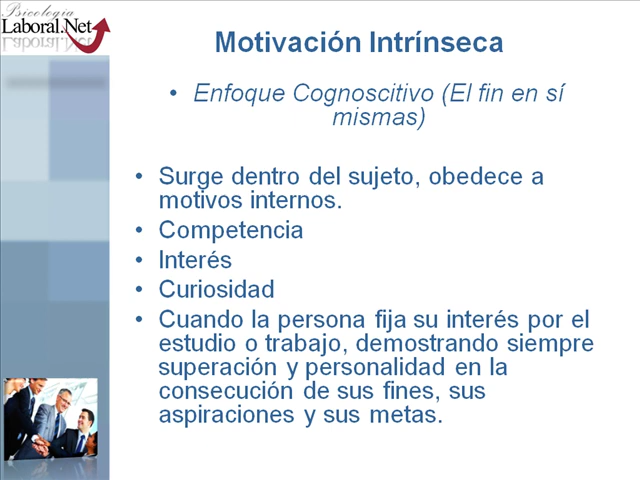 Psicología
Laboral.Net
Motivación Intrínseca
• Enfoque Cognoscitivo (El fin en sí
mismas)
• Surge dentro del sujeto, obedece a
motivos internos.
• Competencia
• Interés
• Curiosidad
• Cuando la persona fija su interés por el
estudio o trabajo, demostrando siempre
superación y personalidad en la
consecución de sus fines, sus
aspiraciones y sus metas.